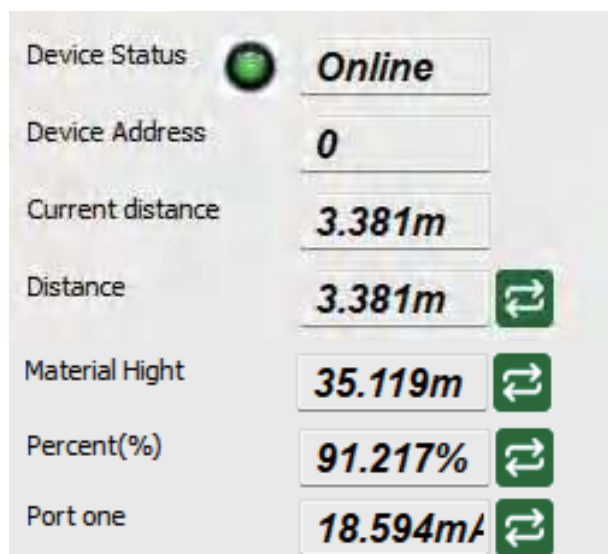 Device Status Online
Device Address 0
Current distance 3.381m
Distance 3.381m
Material Hight 35.119m
Percent(%) 91.217%
Port one 18.594m